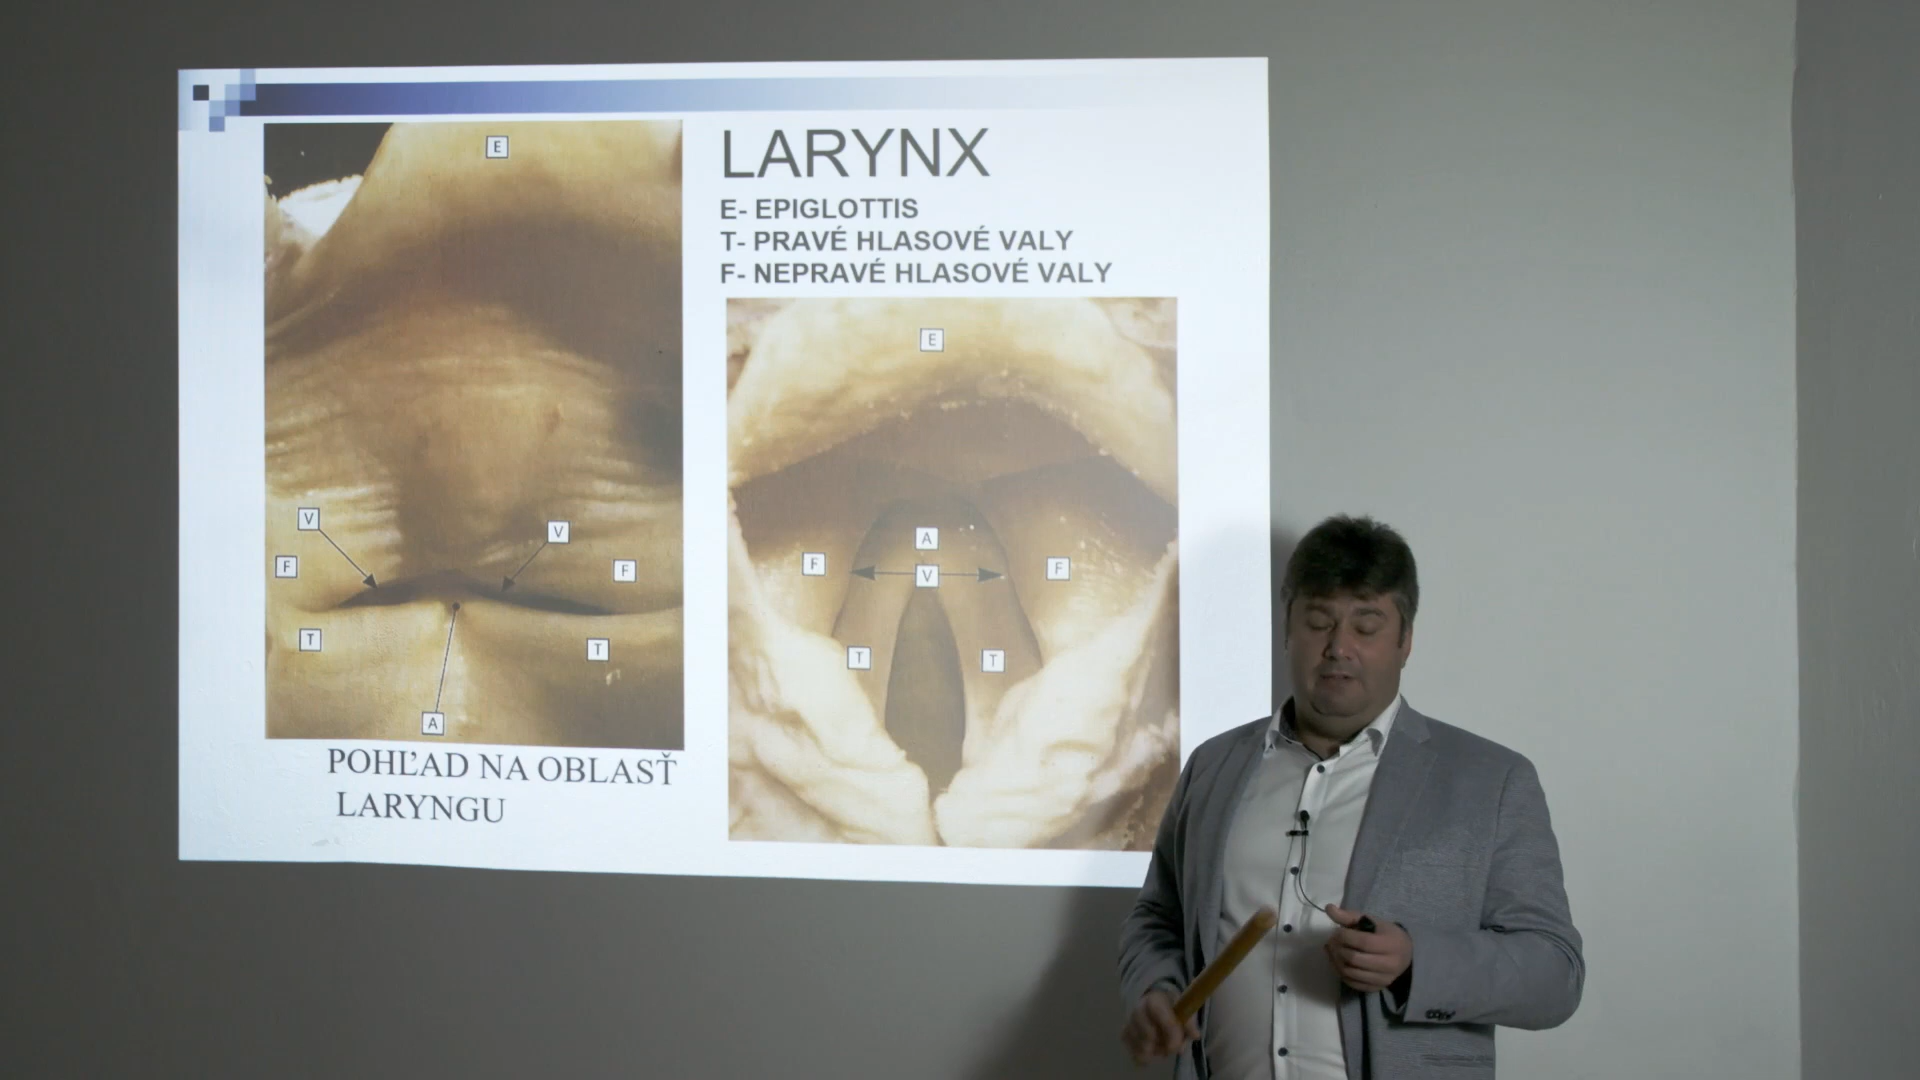 LARYNX
E- EPIGLOTTIS
T- PRAVÉ HLASOVÉ VALY
F- NEPRAVÉ HLASOVÉ VALY
E
V
V
F
F
T
T
A
POHĽAD NA OBLASŤ
LARYNGU
E
A
F
V
F
T
T